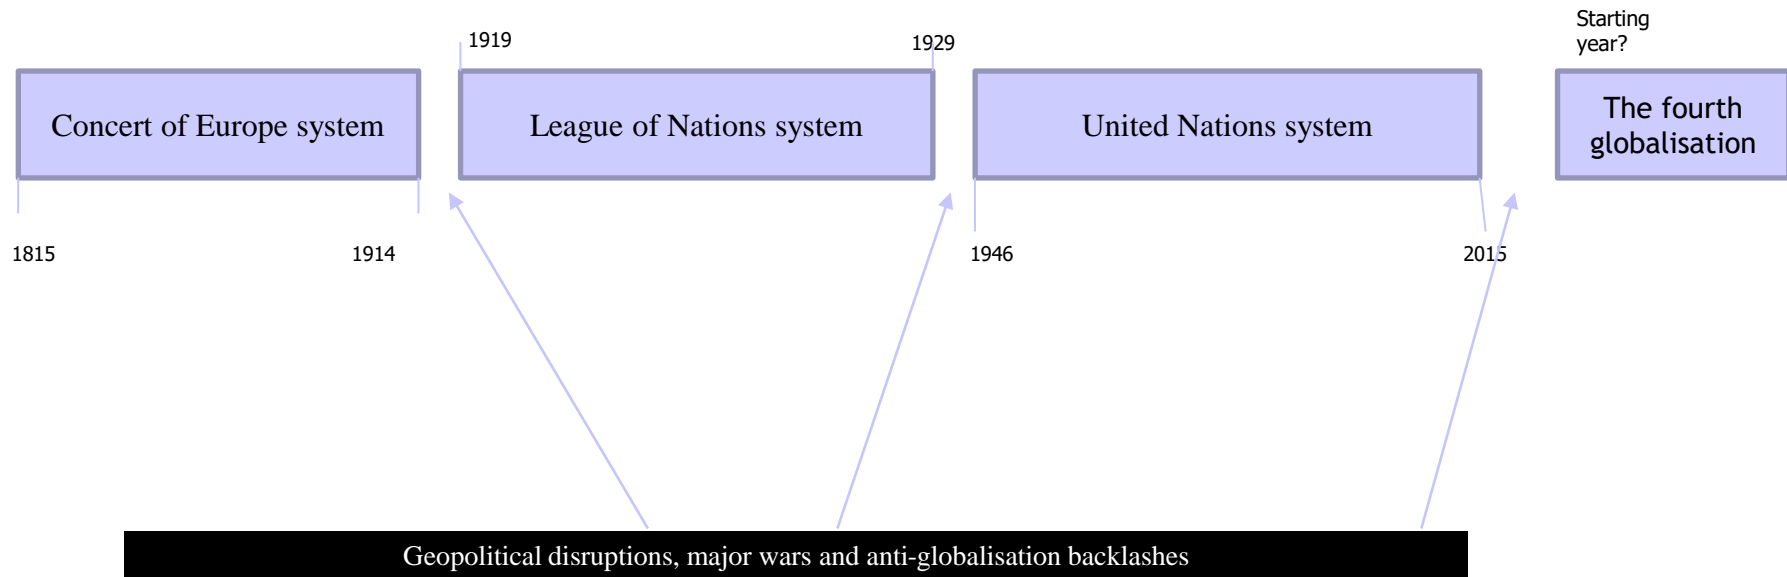 Starting
year?
1919
1929
Concert of Europe system
League of Nations system
United Nations system
The fourth
globalisation
1815
1914
1946
2015
Geopolitical disruptions, major wars and anti-globalisation backlashes